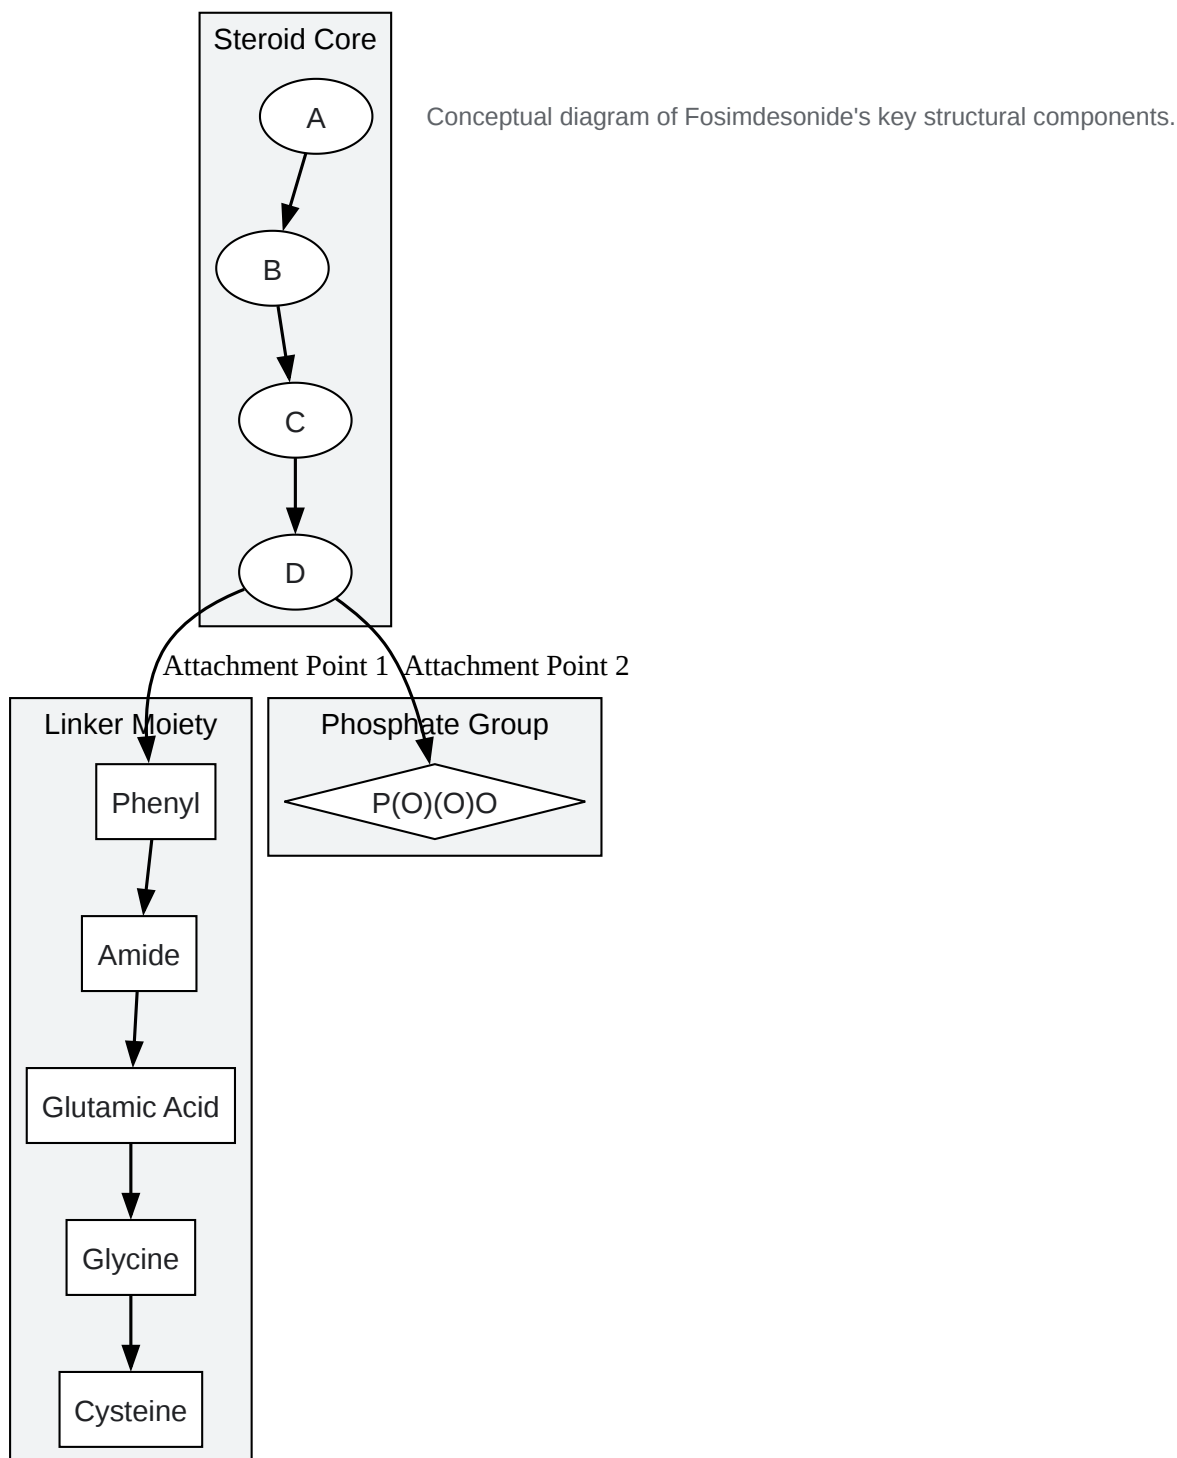 Steroid Core
A
Conceptual diagram of Fosimdesonide's key structural components.
B
C
D
Attachment Point 1
Attachment Point 2
Linker Moiety
Phosphate Group
Phenyl
P(O)(O)O
Amide
Glutamic Acid
Glycine
Cysteine